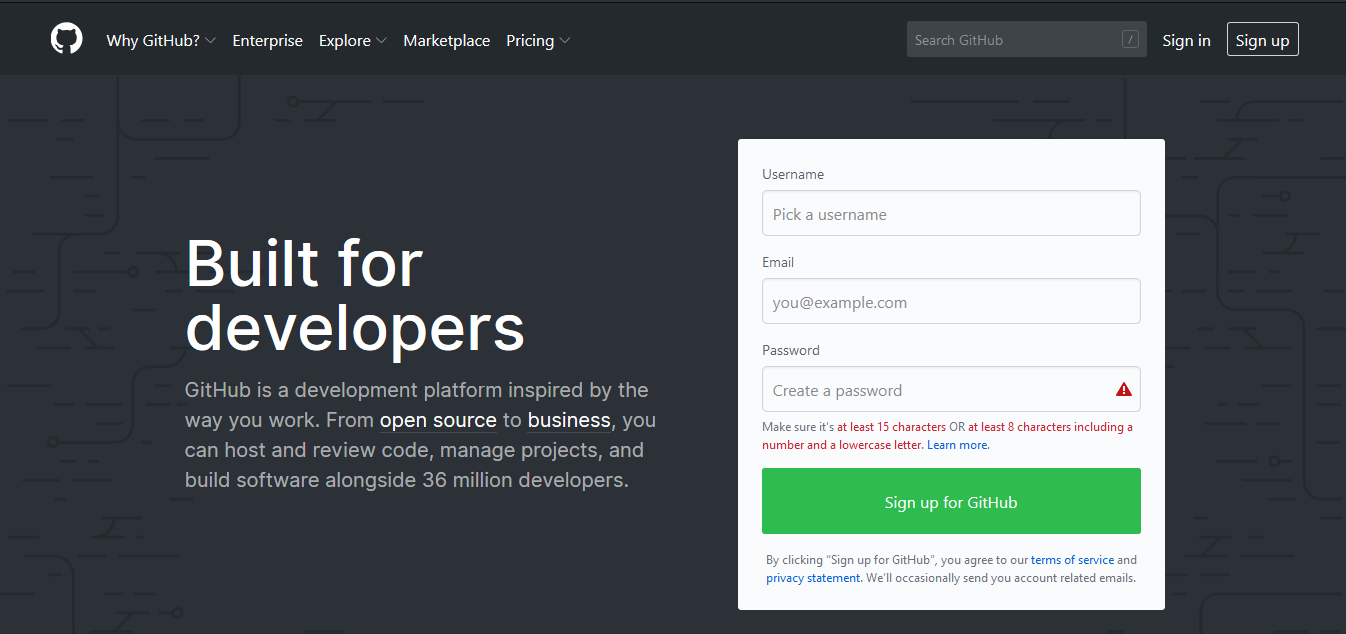 Why GitHub? Enterprise Explore Marketplace Pricing Search GitHub / Sign in Sign up
Built for
developers
GitHub is a development platform inspired by the
way you work. From open source to business, you
can host and review code, manage projects, and
build software alongside 36 million developers.
Username
Pick a username
Email
you@example.com
Password
Create a password
Make sure it's at least 15 characters OR at least 8 characters including a
number and a lowercase letter. Learn more.
Sign up for GitHub
By clicking “Sign up for GitHub”, you agree to our terms of service and
privacy statement. We’ll occasionally send you account related emails.